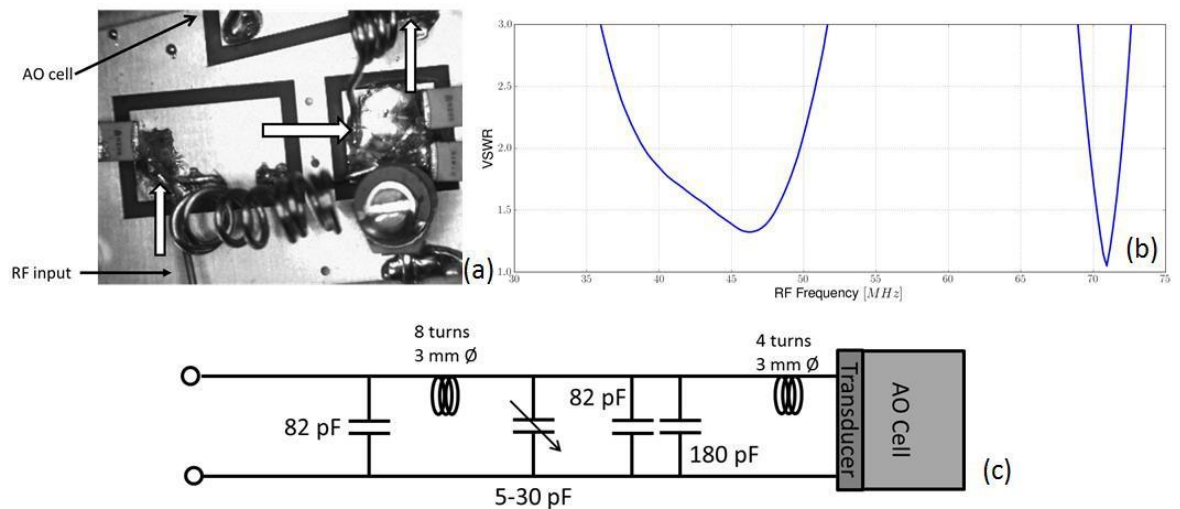 AO cell
RF input
(a)
3.0
2.5
2.0
1.5
1.0
VSWR
30
35
40
45
50
55
60
65
70
75
RF Frequency [MHz]
(b)
8 turns
3 mm Ø
4 turns
3 mm Ø
82 pF
82 pF
180 pF
5-30 pF
Transducer
AO Cell
(c)